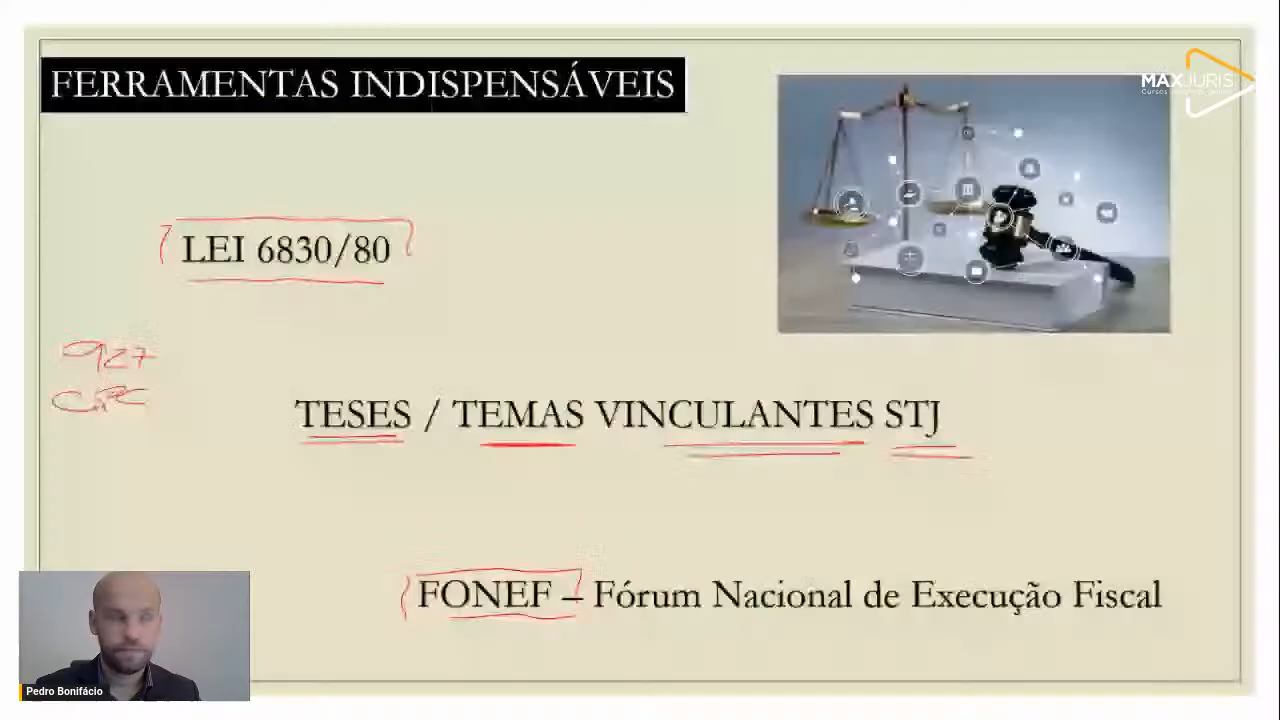 FERRAMENTAS INDISPENSÁVEIS
MAXJURIS
LEI 6830/80
927
CPC
TESES / TEMAS VINCULANTES STJ
FONEF – Fórum Nacional de Execução Fiscal
Pedro Bonifácio